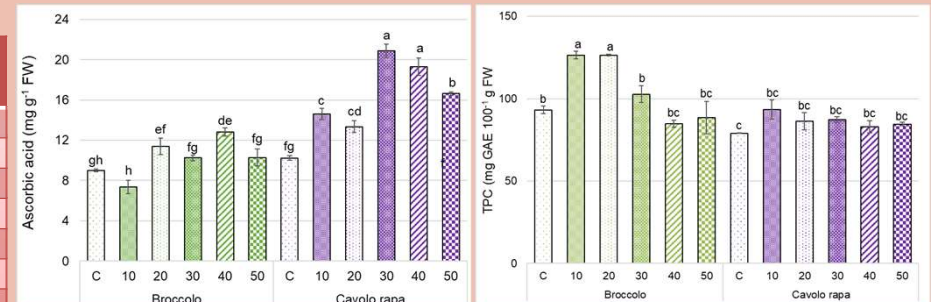 24
20
16
12
8
4
0
Ascorbic acid (mg g⁻¹ FW)
gh
h
ef
fg
de
fg
fg
c
cd
a
a
b
C 10 20 30 40 50 C 10 20 30 40 50
Broccolo Cavolo rapa
150
100
50
0
TPC (mg GAE 100⁻¹ g FW)
b
a
a
b
bc
bc
c
bc
bc
bc
bc
bc
C 10 20 30 40 50 C 10 20 30 40 50
Broccolo Cavolo rapa